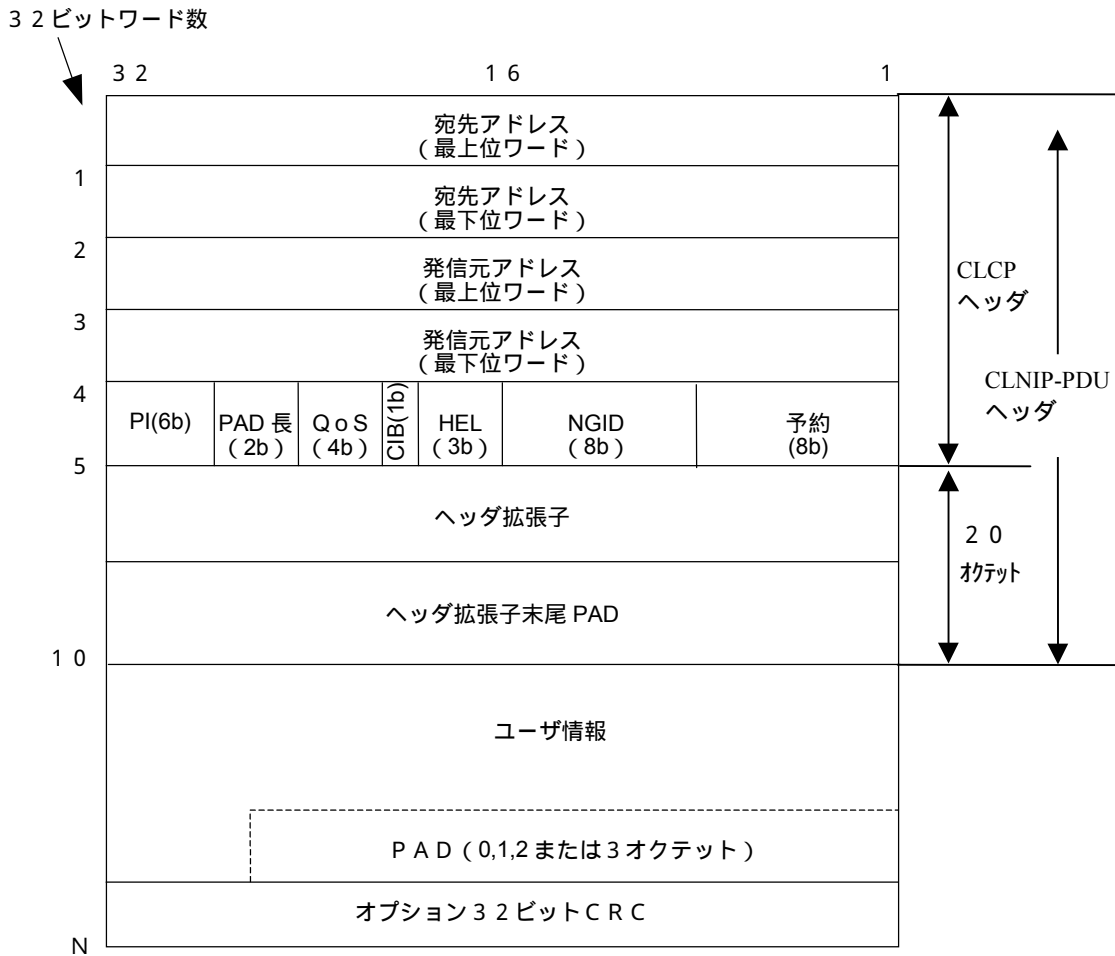 ３２ビットワード数
３２
１６
１
宛先アドレス
（最上位ワード）
１
宛先アドレス
（最下位ワード）
２
発信元アドレス
（最上位ワード）
３
発信元アドレス
（最下位ワード）
４
PI(6b)
PAD 長
（2b）
ＱｏＳ
（4b）
CIB(1b)
HEL
（3b）
NGID
（8b）
予約
(8b)
５
CLCP
ヘッダ
CLNIP-PDU
ヘッダ
ヘッダ拡張子
２０
ｵｸﾃｯﾄ
ヘッダ拡張子末尾 PAD
１０
ユーザ情報
ＰＡＤ（0,1,2 または 3 オクテット）
オプション３２ビットＣＲＣ
Ｎ